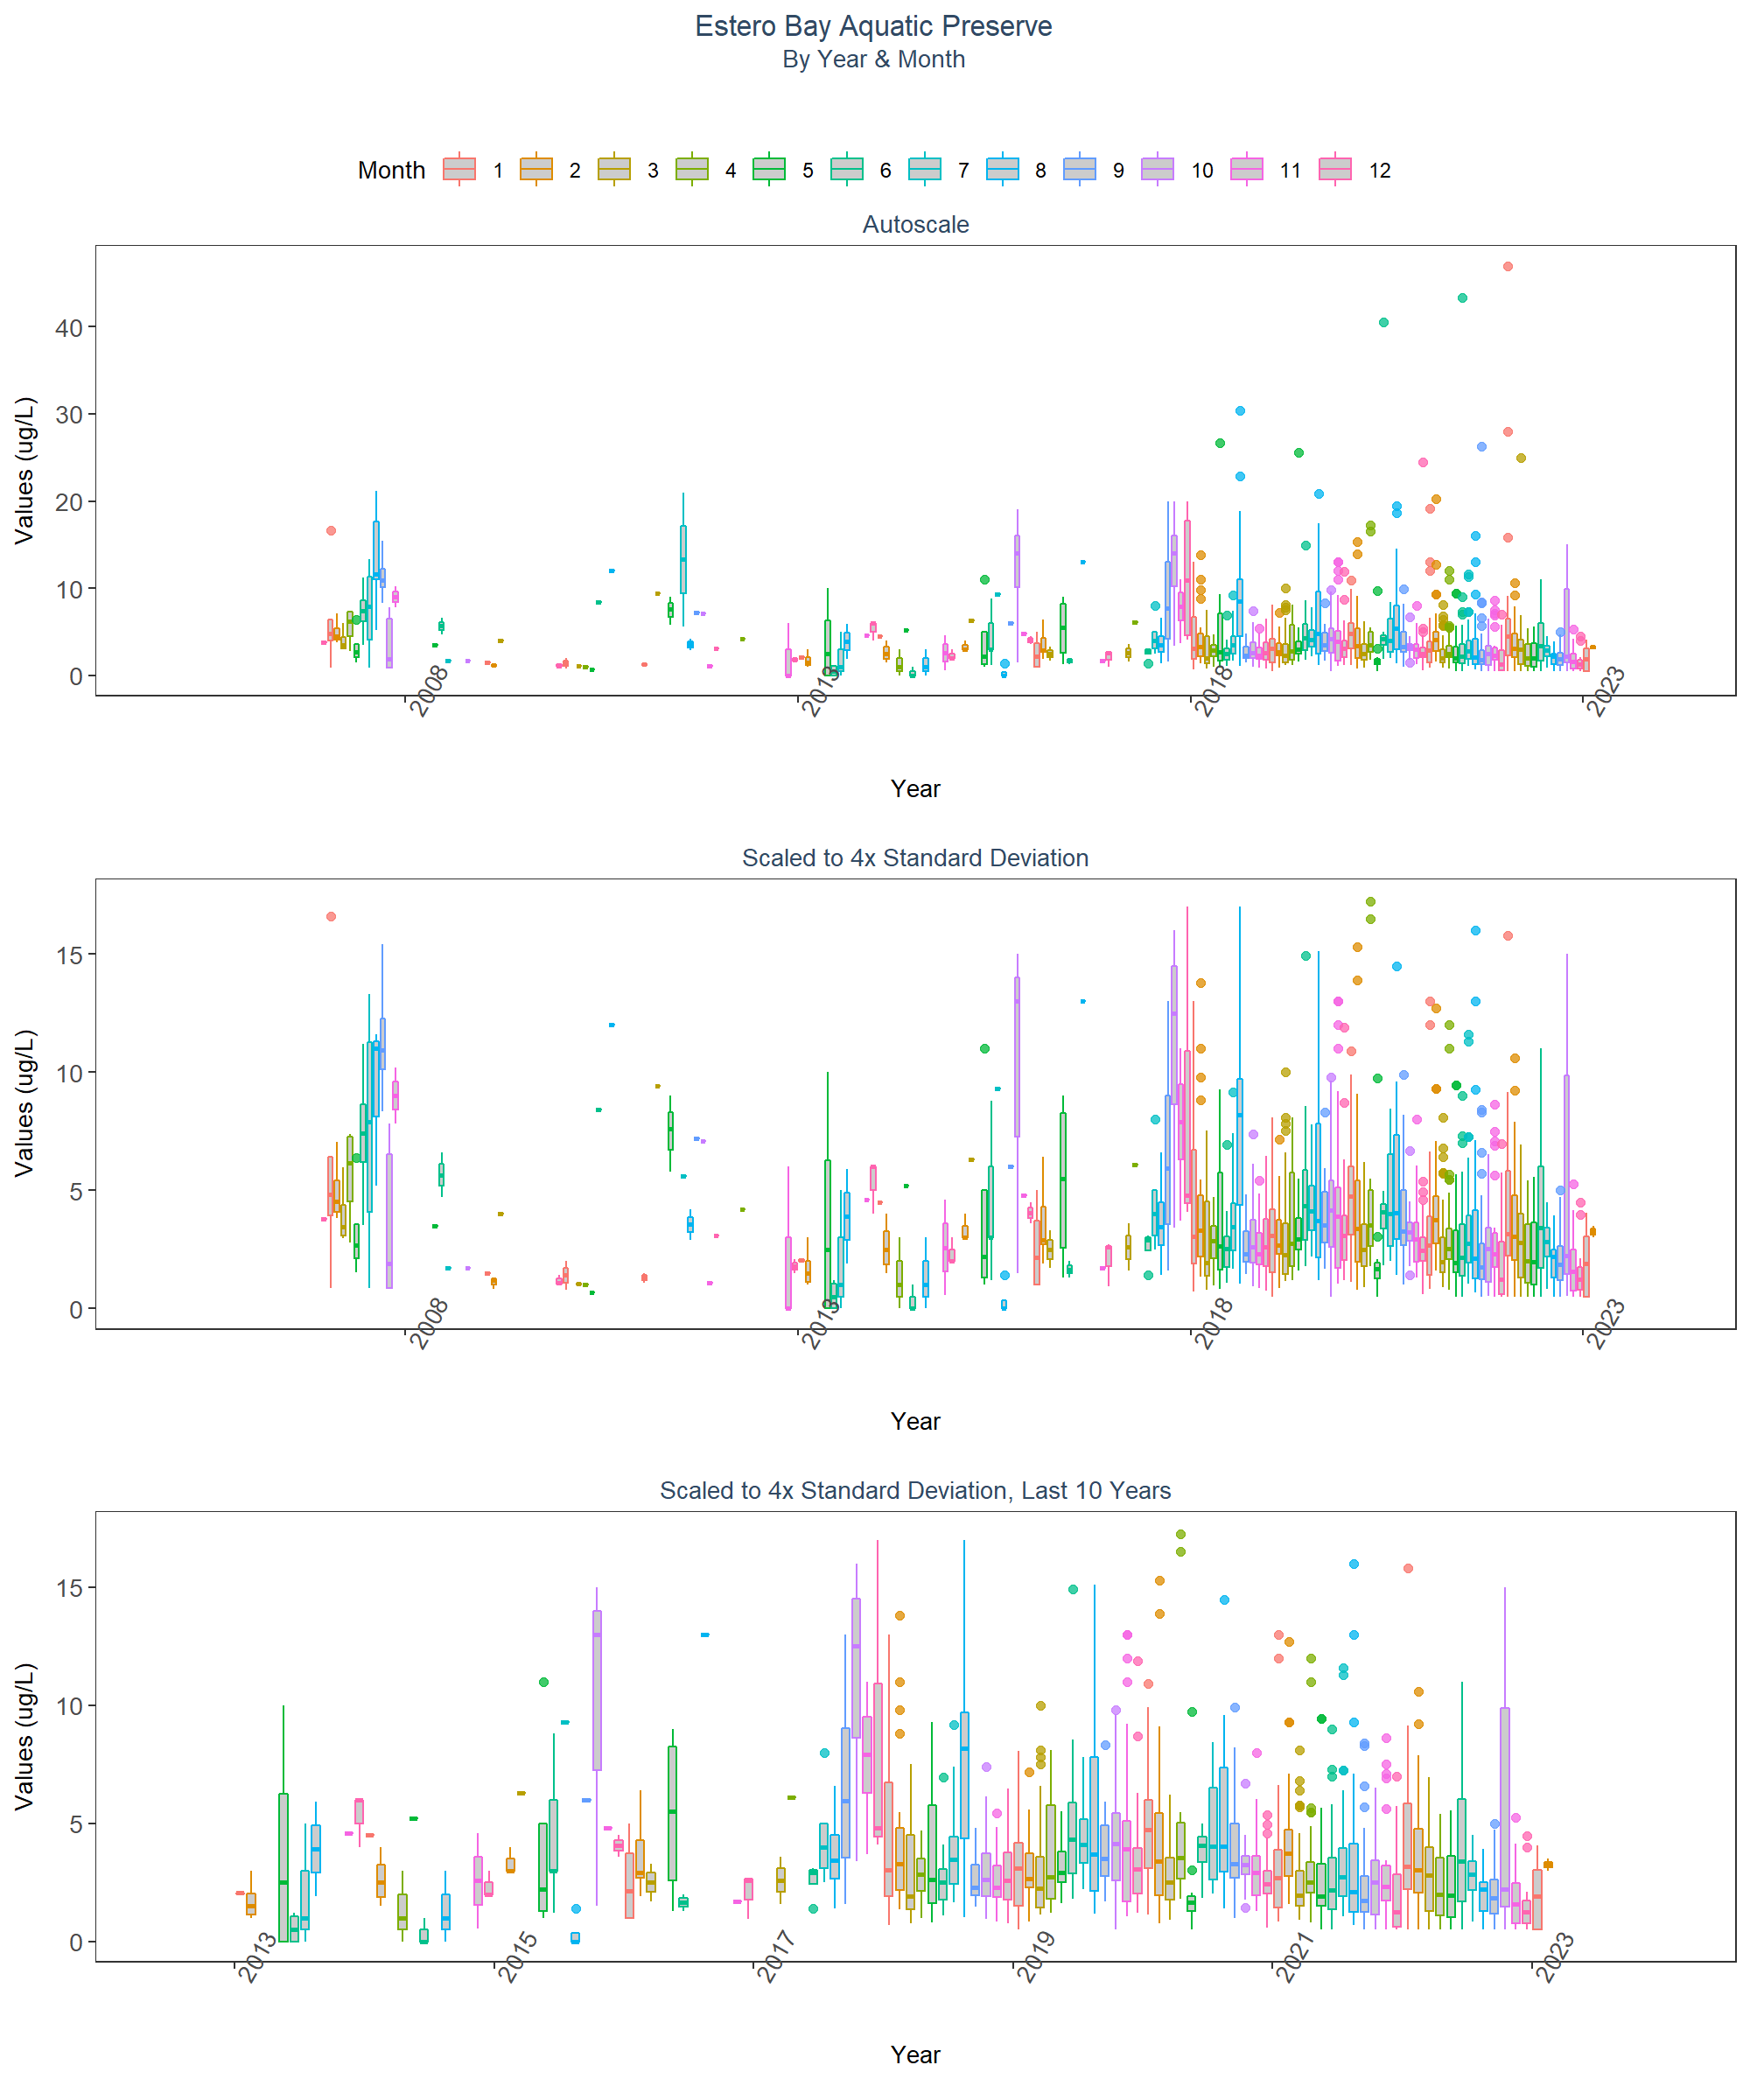 Estero Bay Aquatic Preserve
By Year & Month
Month 1 2 3 4 5 6 7 8 9 10 11 12
Autoscale
Values (ug/L)
40
30
20
10
0
2008 2013 2018 2023
Year
Scaled to 4x Standard Deviation
Values (ug/L)
15
10
5
0
2008 2013 2018 2023
Year
Scaled to 4x Standard Deviation, Last 10 Years
Values (ug/L)
15
10
5
0
2013 2015 2017 2019 2021 2023
Year